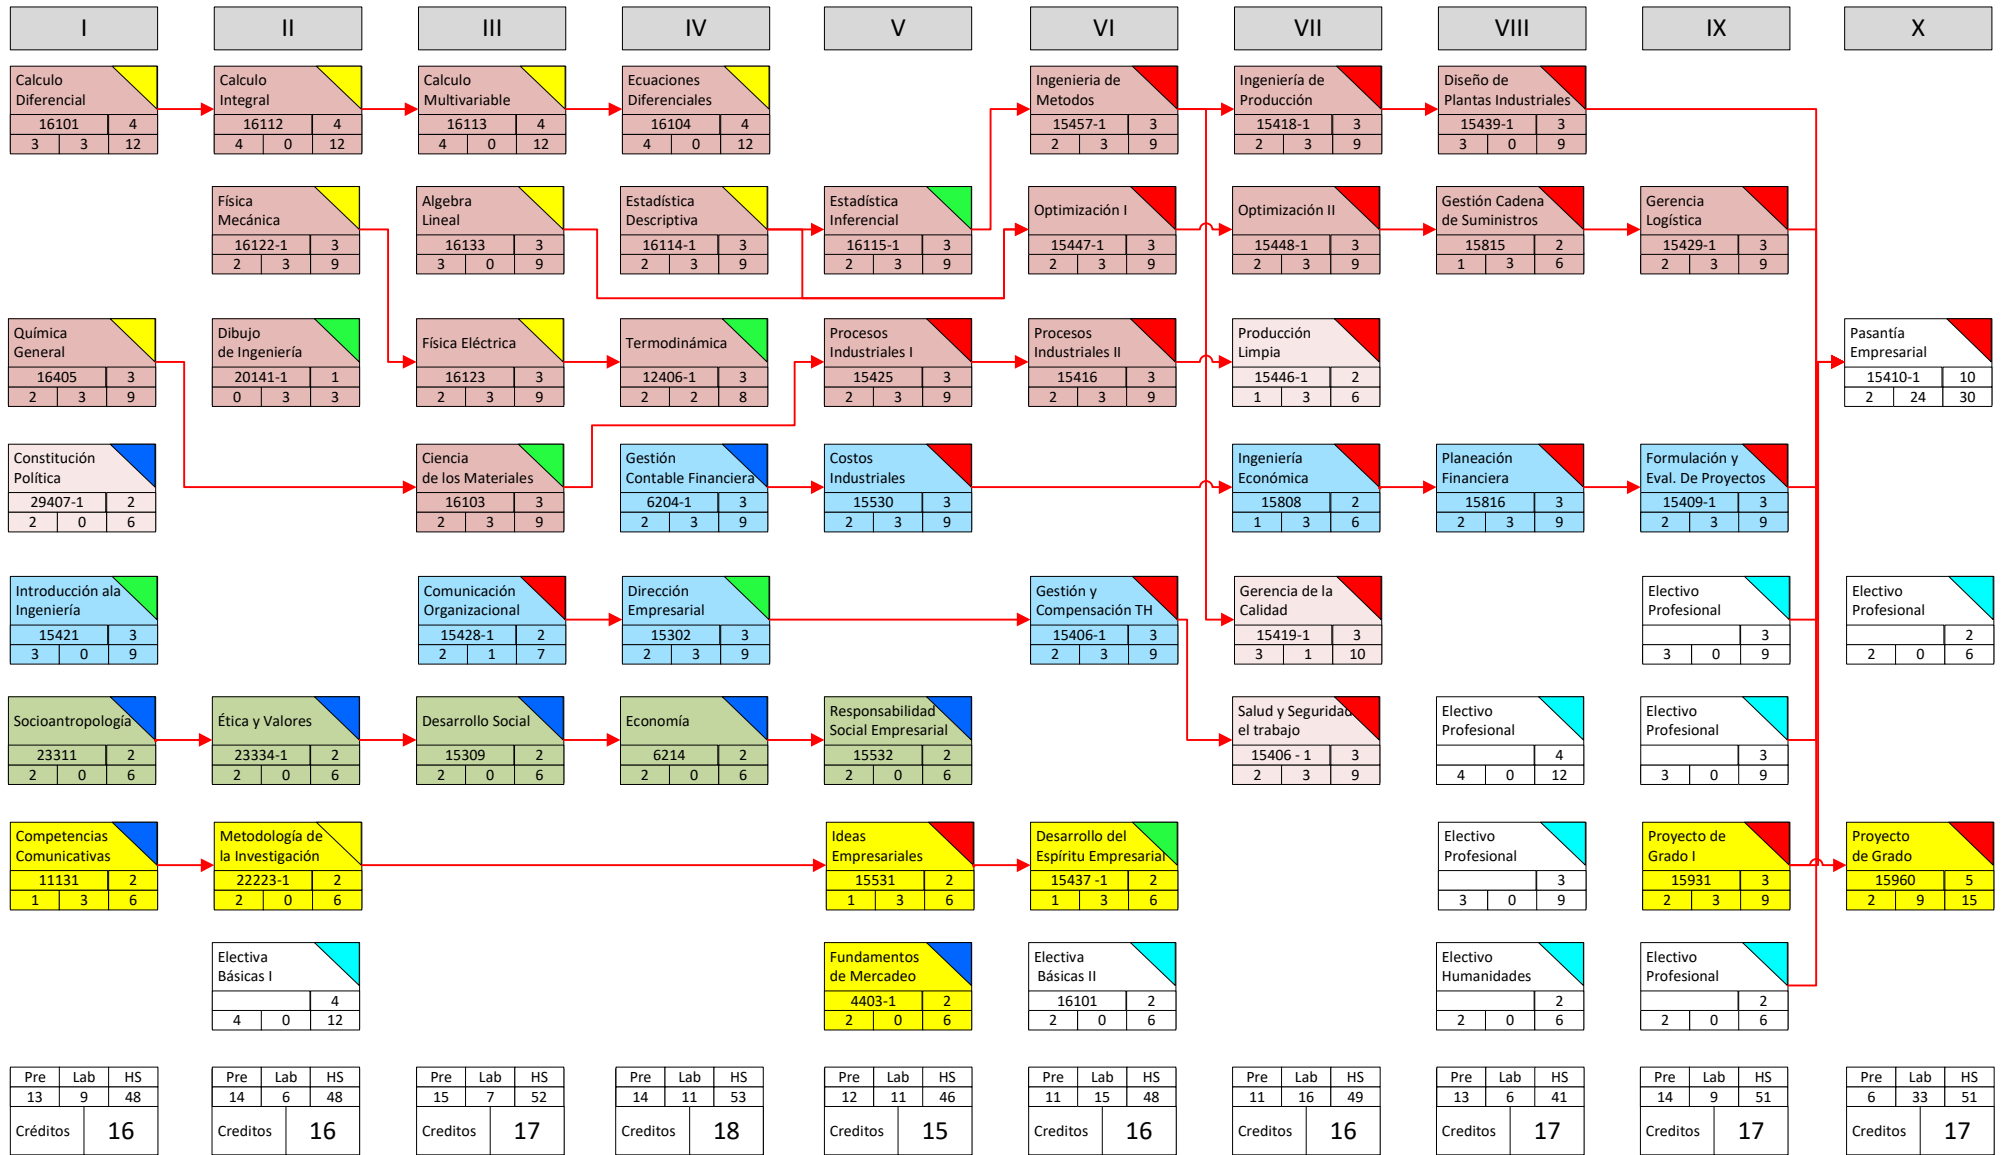 I II III IV V VI VII VIII IX X
Calculo
Diferencial
16101 4
3 3 12
Calculo
Integral
16112 4
4 0 12
Calculo
Multivariable
16113 4
4 0 12
Ecuaciones
Diferenciales
16104 4
4 0 12
Ingenieria de
Metodos
15457-1 3
2 3 9
Ingeniería de
Producción
15418-1 3
2 3 9
Diseño de
Plantas Industriales
15439-1 3
3 0 9
Física
Mecánica
16122-1 3
2 3 9
Algebra
Lineal
16133 3
3 0 9
Estadística
Descriptiva
16114-1 3
2 3 9
Estadística
Inferencial
16115-1 3
2 3 9
Optimización I
15447-1 3
2 3 9
Optimización II
15448-1 3
2 3 9
Gestión Cadena
de Suministros
15815 2
1 3 6
Gerencia
Logística
15429-1 3
2 3 9
Química
General
16405 3
2 3 9
Dibujo
de Ingeniería
20141-1 1
0 3 3
Física Eléctrica
16123 3
2 3 9
Termodinámica
12406-1 3
2 2 8
Procesos
Industriales I
15425 3
2 3 9
Procesos
Industriales II
15416 3
2 3 9
Producción
Limpia
15446-1 2
1 3 6
Pasantía
Empresarial
15410-1 10
2 24 30
Constitución
Política
29407-1 2
2 0 6
Ciencia
de los Materiales
16103 3
2 3 9
Gestión
Contable Financiera
6204-1 3
2 3 9
Costos
Industriales
15530 3
2 3 9
Ingeniería
Económica
15808 2
1 3 6
Planeación
Financiera
15816 3
2 3 9
Formulación y
Eval. De Proyectos
15409-1 3
2 3 9
Introducción ala
Ingeniería
15421 3
3 0 9
Comunicación
Organizacional
15428-1 2
2 1 7
Dirección
Empresarial
15302 3
2 3 9
Gestión y
Compensación TH
15406-1 3
2 3 9
Gerencia de la
Calidad
15419-1 3
3 1 10
Electivo
Profesional
3
3 0 9
Electivo
Profesional
2
2 0 6
Socioantropología
23311 2
2 0 6
Ética y Valores
23334-1 2
2 0 6
Desarrollo Social
15309 2
2 0 6
Economía
6214 2
2 0 6
Responsabilidad
Social Empresarial
15532 2
2 0 6
Salud y Seguridad
el trabajo
15406 - 1 3
2 3 9
Electivo
Profesional
4
4 0 12
Electivo
Profesional
3
3 0 9
Competencias
Comunicativas
11131 2
1 3 6
Metodología de
la Investigación
22223-1 2
2 0 6
Ideas
Empresariales
15531 2
1 3 6
Desarrollo del
Espíritu Empresarial
15437 -1 2
1 3 6
Electivo
Profesional
3
3 0 9
Proyecto de
Grado I
15931 3
2 3 9
Proyecto
de Grado
15960 5
2 9 15
Electiva
Básicas I
4
4 0 12
Fundamentos
de Mercadeo
4403-1 2
2 0 6
Electiva
Básicas II
16101 2
2 0 6
Electivo
Humanidades
2
2 0 6
Electivo
Profesional
2
2 0 6
Pre Lab HS
13 9 48
Créditos 16
Pre Lab HS
14 6 48
Creditos 16
Pre Lab HS
15 7 52
Creditos 17
Pre Lab HS
14 11 53
Creditos 18
Pre Lab HS
12 11 46
Creditos 15
Pre Lab HS
11 15 48
Creditos 16
Pre Lab HS
11 16 49
Creditos 16
Pre Lab HS
13 6 41
Creditos 17
Pre Lab HS
14 9 51
Creditos 17
Pre Lab HS
6 33 51
Creditos 17